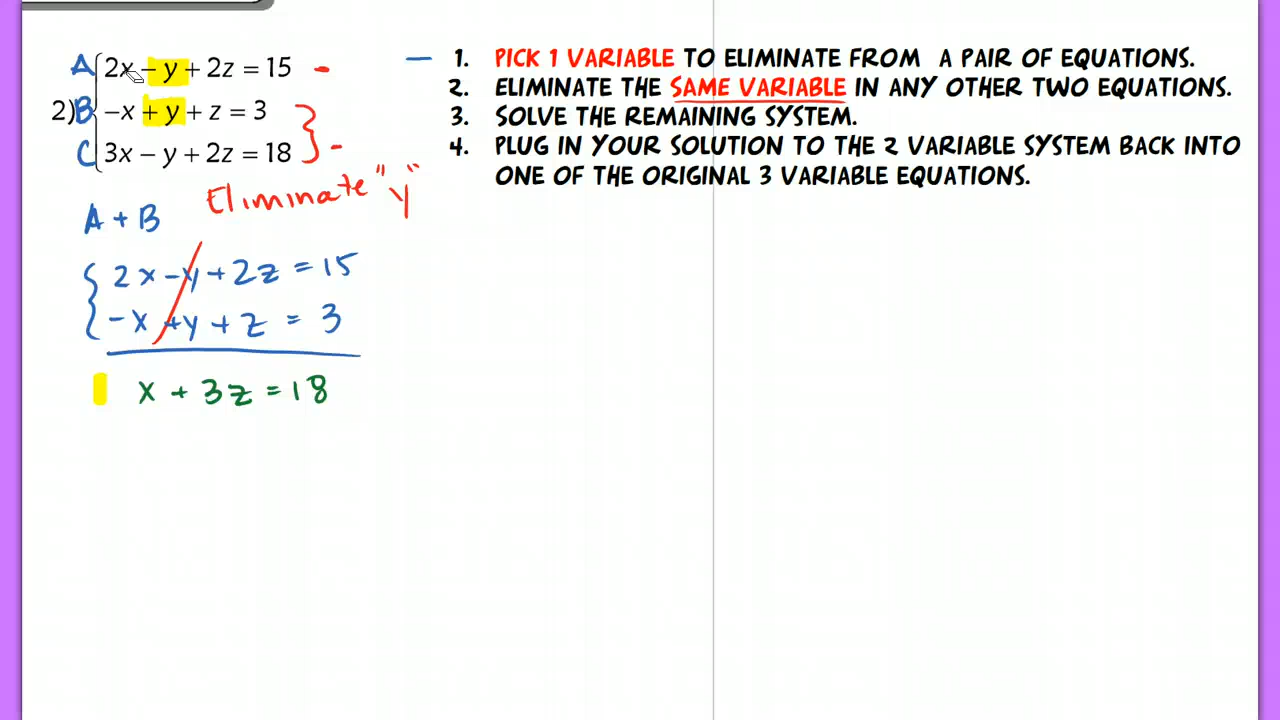 A 2x − y + 2z = 15
2) B −x + y + z = 3
C 3x − y + 2z = 18
Eliminate "y"
A + B
2x − y + 2z = 15
−x + y + z = 3
x + 3z = 18
1. PICK 1 VARIABLE TO ELIMINATE FROM A PAIR OF EQUATIONS.
2. ELIMINATE THE SAME VARIABLE IN ANY OTHER TWO EQUATIONS.
3. SOLVE THE REMAINING SYSTEM.
4. PLUG IN YOUR SOLUTION TO THE 2 VARIABLE SYSTEM BACK INTO
ONE OF THE ORIGINAL 3 VARIABLE EQUATIONS.